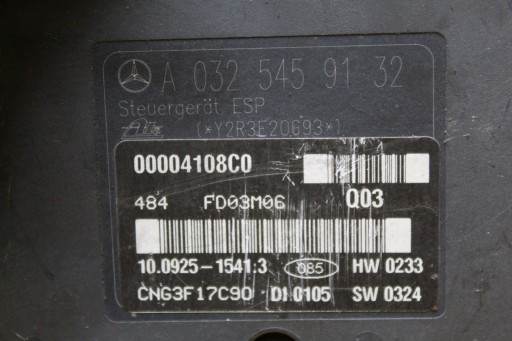 A 032 545 91 32
Steuergerät ESP
Ate (*Y2R3E20693*)
00004108C0
484 FD03M06 Q03
10.0925-1541.3 085 HW 0233
CNG3F17C90 DI 0105 SW 0324